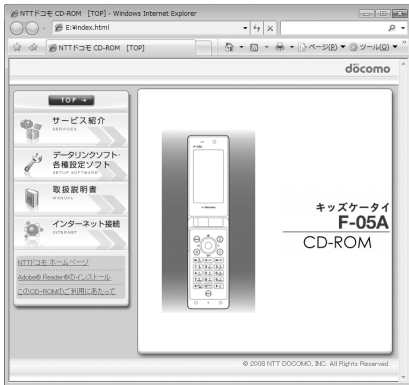 NTTドコモ CD-ROM [TOP] - Windows Internet Explorer
E:¥index.html
NTTドコモ CD-ROM [TOP]
ページ(P)
ツール(O)
döcomo
TOP →
サービス紹介
SERVICES
データリンクソフト・
各種設定ソフト
SETUP SOFTWARE
取扱説明書
MANUAL
インターネット接続
INTERNET
NTTドコモ ホームページ
Adobe® Reader®のインストール
このCD-ROMのご利用にあたって
キッズケータイ
F-05A
CD-ROM
© 2008 NTT DOCOMO, INC. All Rights Reserved.